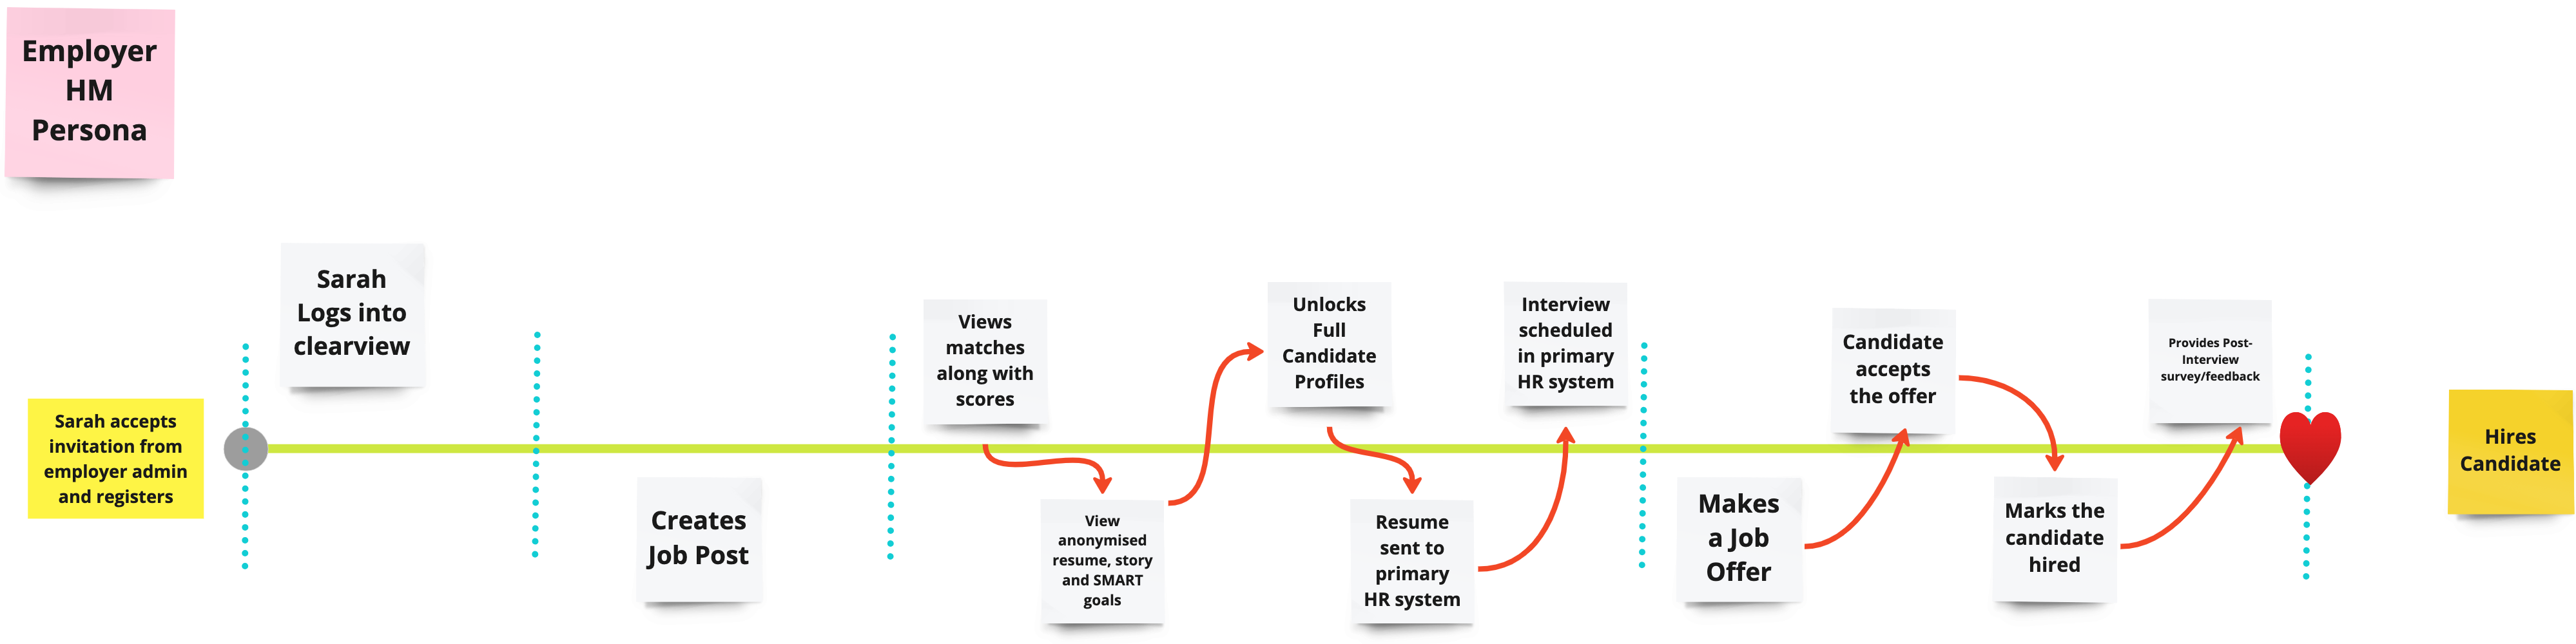 Employer
HM
Persona
Sarah accepts
invitation from
employer admin
and registers
Sarah
Logs into
clearview
Creates
Job Post
Views
matches
along with
scores
View
anonymised
resume, story
and SMART
goals
Unlocks
Full
Candidate
Profiles
Resume
sent to
primary
HR system
Interview
scheduled
in primary
HR system
Makes
a Job
Offer
Candidate
accepts
the offer
Marks the
candidate
hired
Provides Post-
Interview
survey/feedback
Hires
Candidate